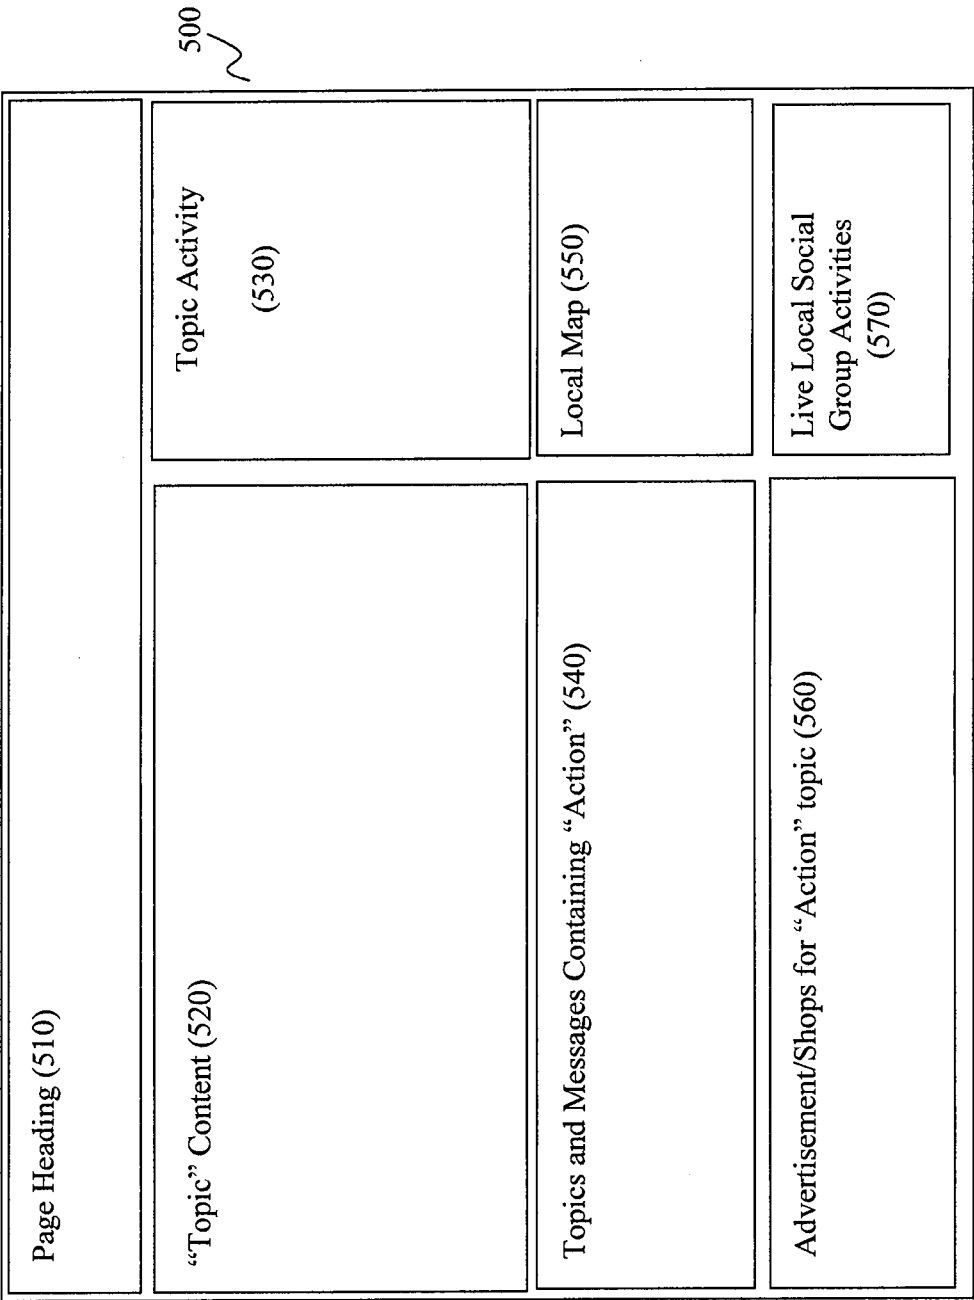 500
Page Heading (510)
“Topic” Content (520)
Topic Activity
(530)
Topics and Messages Containing “Action” (540)
Local Map (550)
Advertisement/Shops for “Action” topic (560)
Live Local Social
Group Activities
(570)